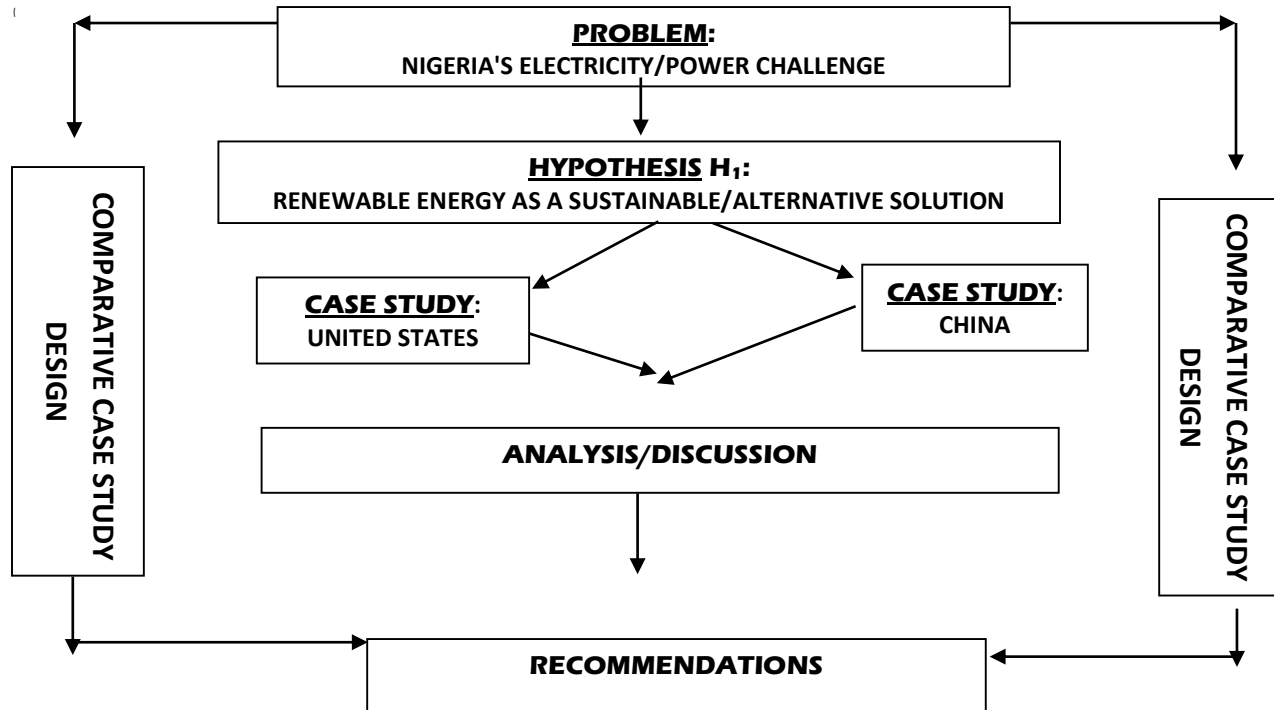 PROBLEM:
NIGERIA'S ELECTRICITY/POWER CHALLENGE
HYPOTHESIS H₁:
RENEWABLE ENERGY AS A SUSTAINABLE/ALTERNATIVE SOLUTION
COMPARATIVE CASE STUDY
DESIGN
CASE STUDY:
UNITED STATES
CASE STUDY:
CHINA
COMPARATIVE CASE STUDY
DESIGN
ANALYSIS/DISCUSSION
RECOMMENDATIONS